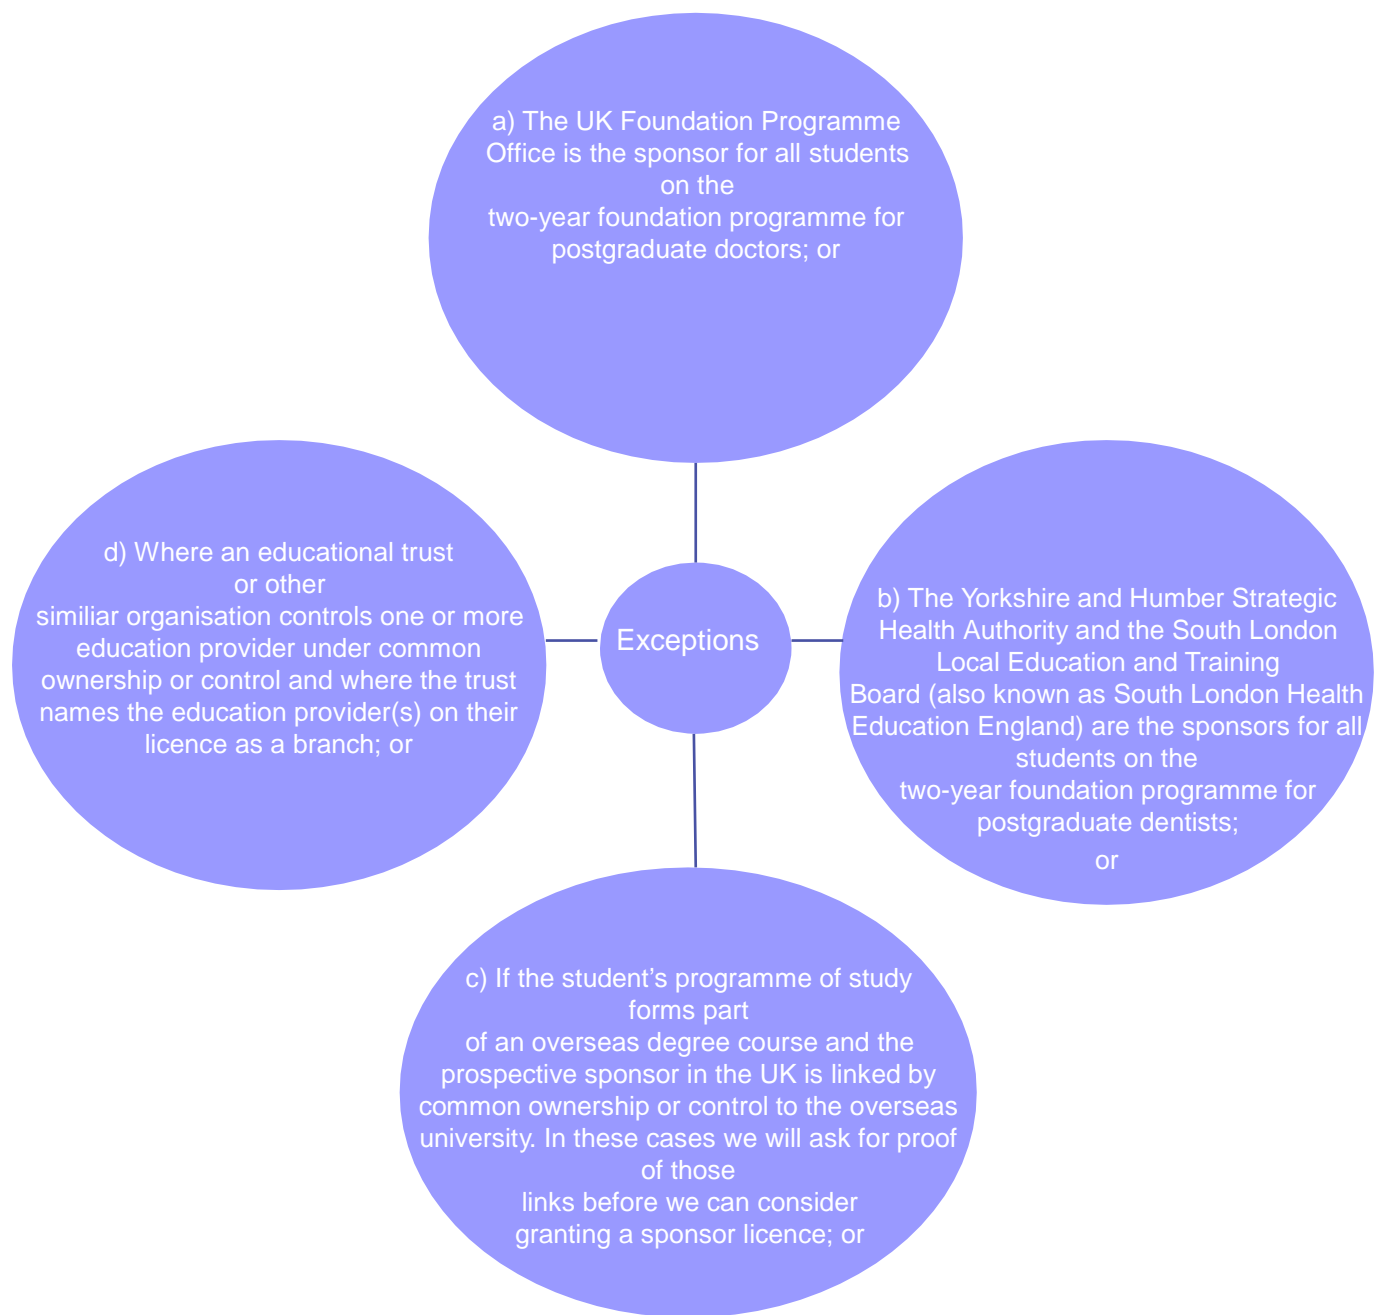 a) The UK Foundation Programme
Office is the sponsor for all students
on the
two-year foundation programme for
postgraduate doctors; or
Exceptions
b) The Yorkshire and Humber Strategic
Health Authority and the South London
Local Education and Training
Board (also known as South London Health
Education England) are the sponsors for all
students on the
two-year foundation programme for
postgraduate dentists;
or
c) If the student’s programme of study
forms part
of an overseas degree course and the
prospective sponsor in the UK is linked by
common ownership or control to the overseas
university. In these cases we will ask for proof
of those
links before we can consider
granting a sponsor licence; or
d) Where an educational trust
or other
similiar organisation controls one or more
education provider under common
ownership or control and where the trust
names the education provider(s) on their
licence as a branch; or